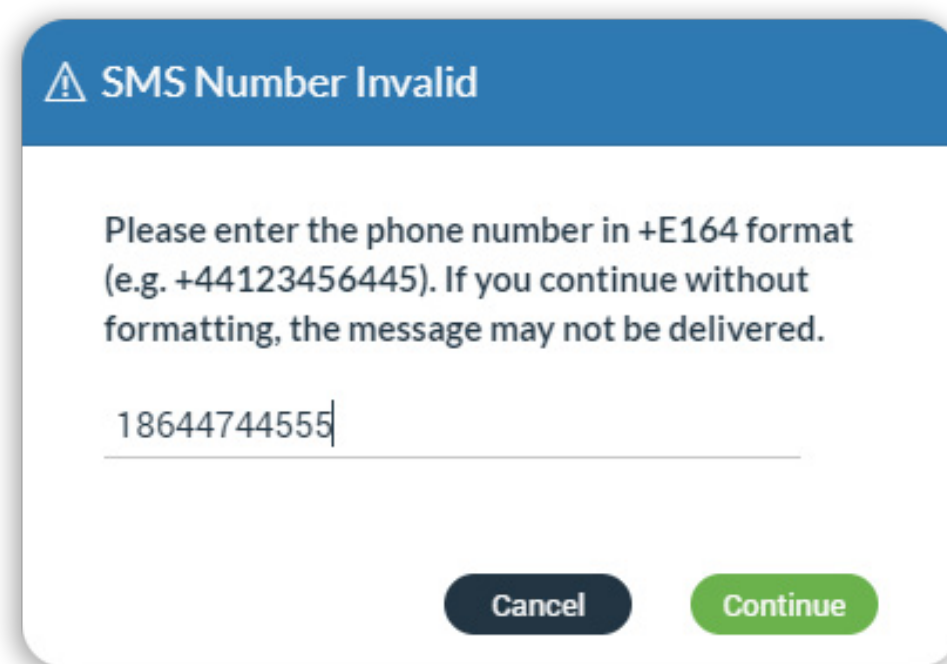 SMS Number Invalid
Please enter the phone number in +E164 format
(e.g. +44123456445). If you continue without
formatting, the message may not be delivered.
18644744555
Cancel Continue